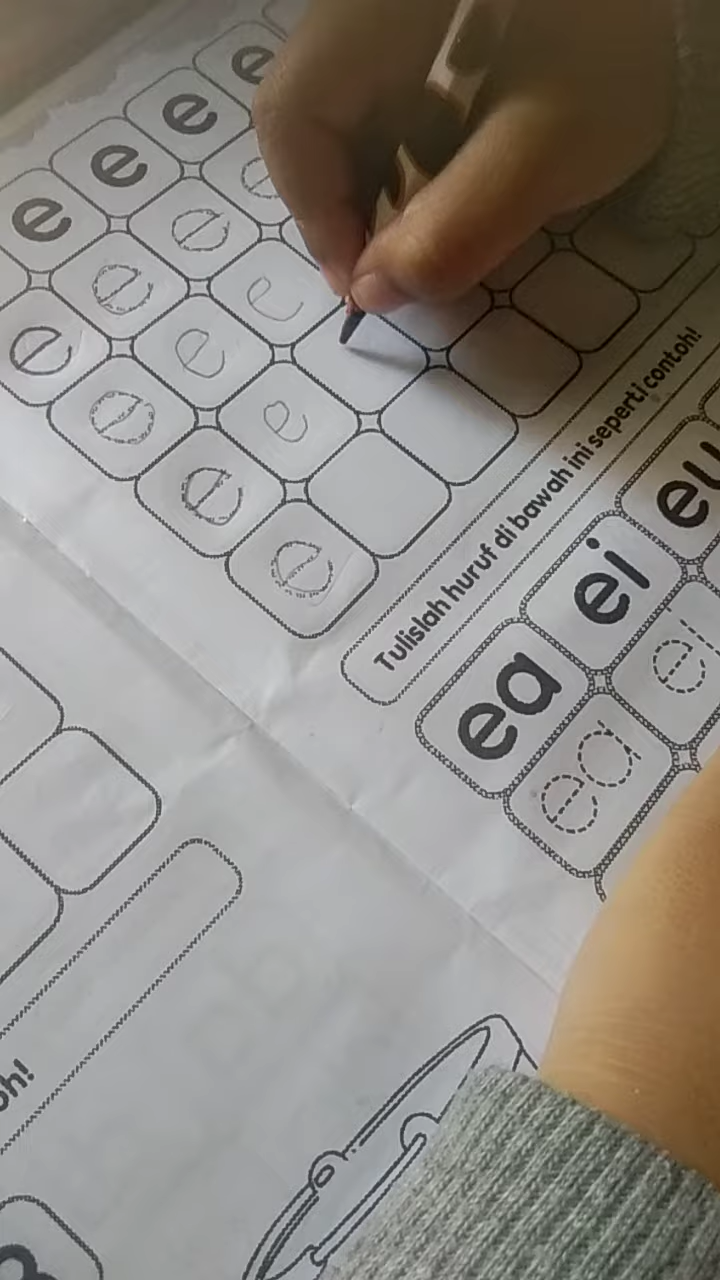 e e e e
e e e e
e e e
e e
e
Tulislah huruf di bawah ini seperti contoh!
ea ei eu
ea ei
oh!